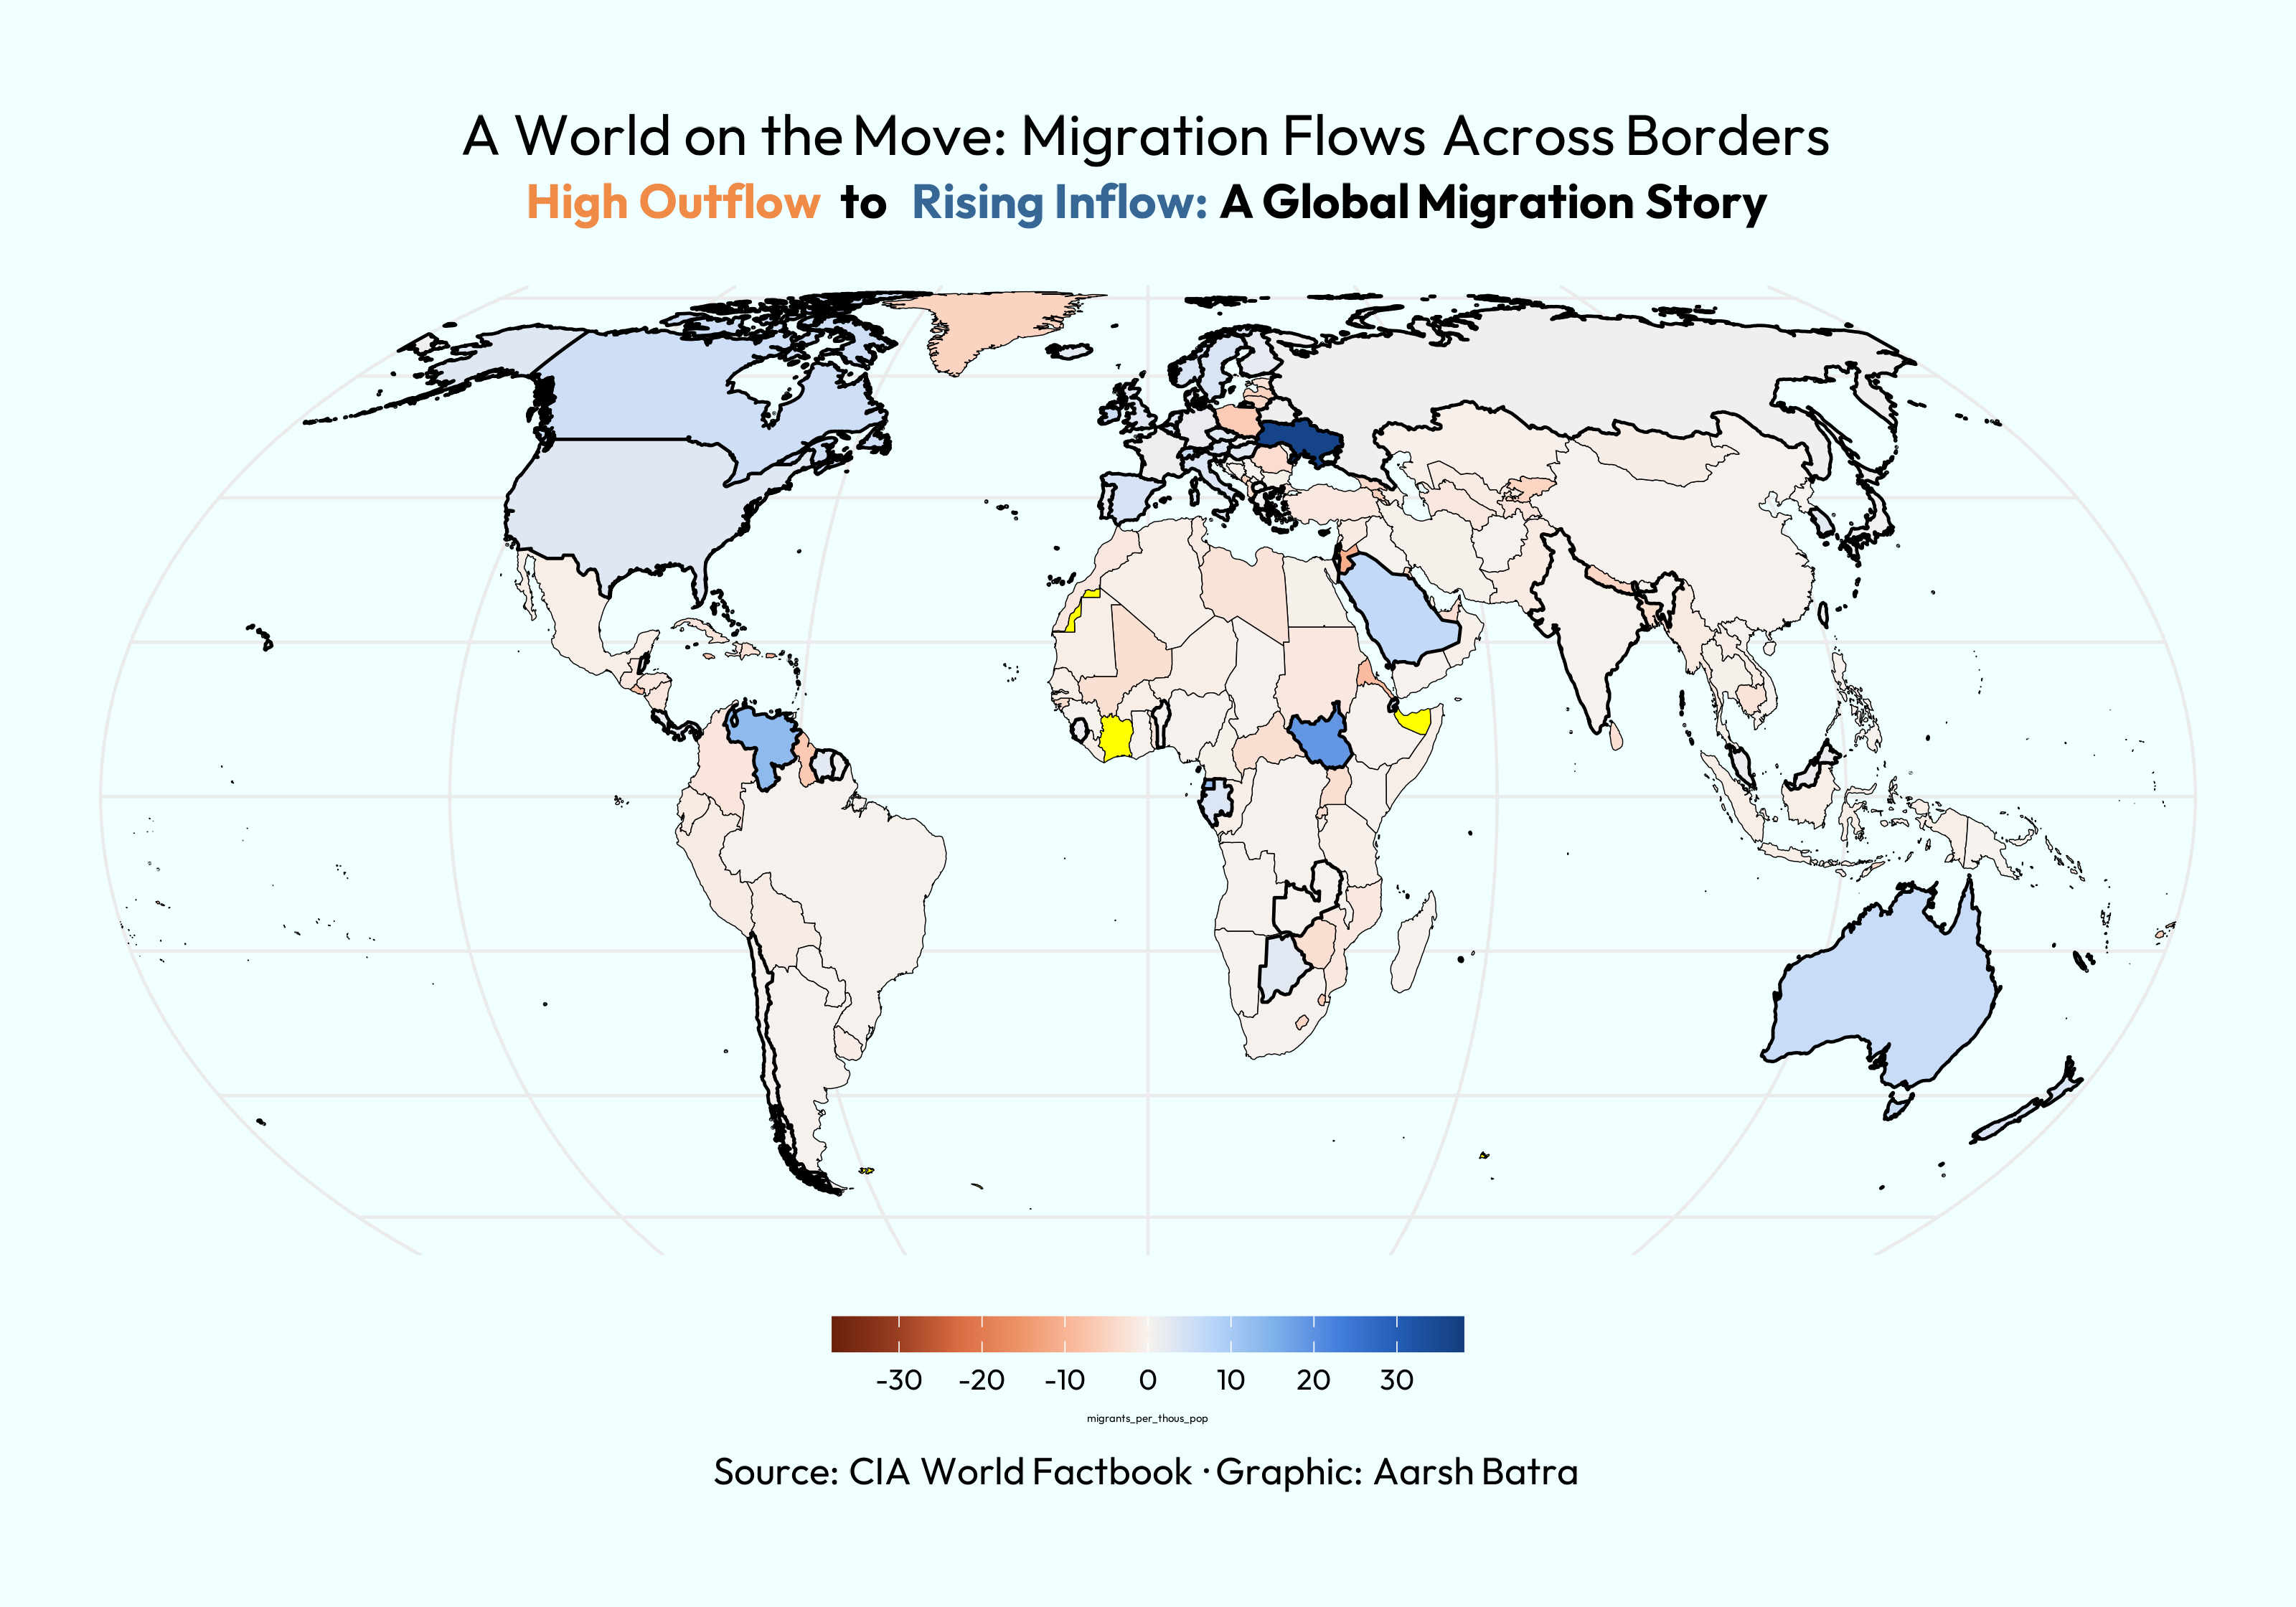 A World on the Move: Migration Flows Across Borders
High Outflow to Rising Inflow: A Global Migration Story
-30 -20 -10 0 10 20 30
migrants_per_thous_pop
Source: CIA World Factbook · Graphic: Aarsh Batra